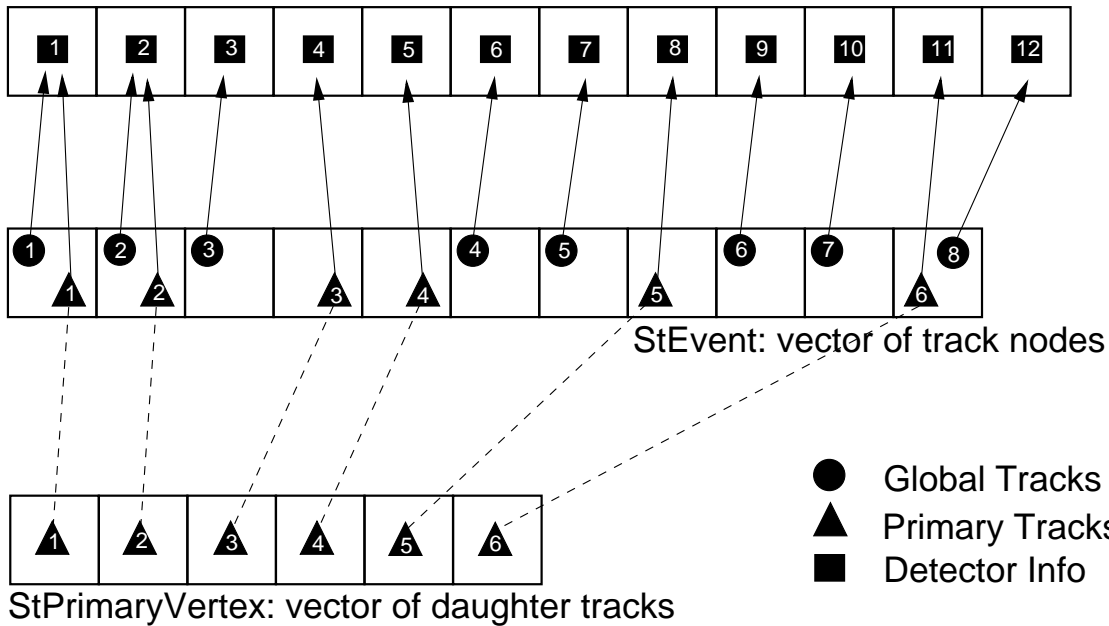 1 2 3 4 5 6 7 8 9 10 11 12
1 2 3 4 5 6 7 8
1 2 3 4 5 6
StEvent: vector of track nodes
Global Tracks
1 2 3 4 5 6
Primary Tracks
Detector Info
StPrimaryVertex: vector of daughter tracks